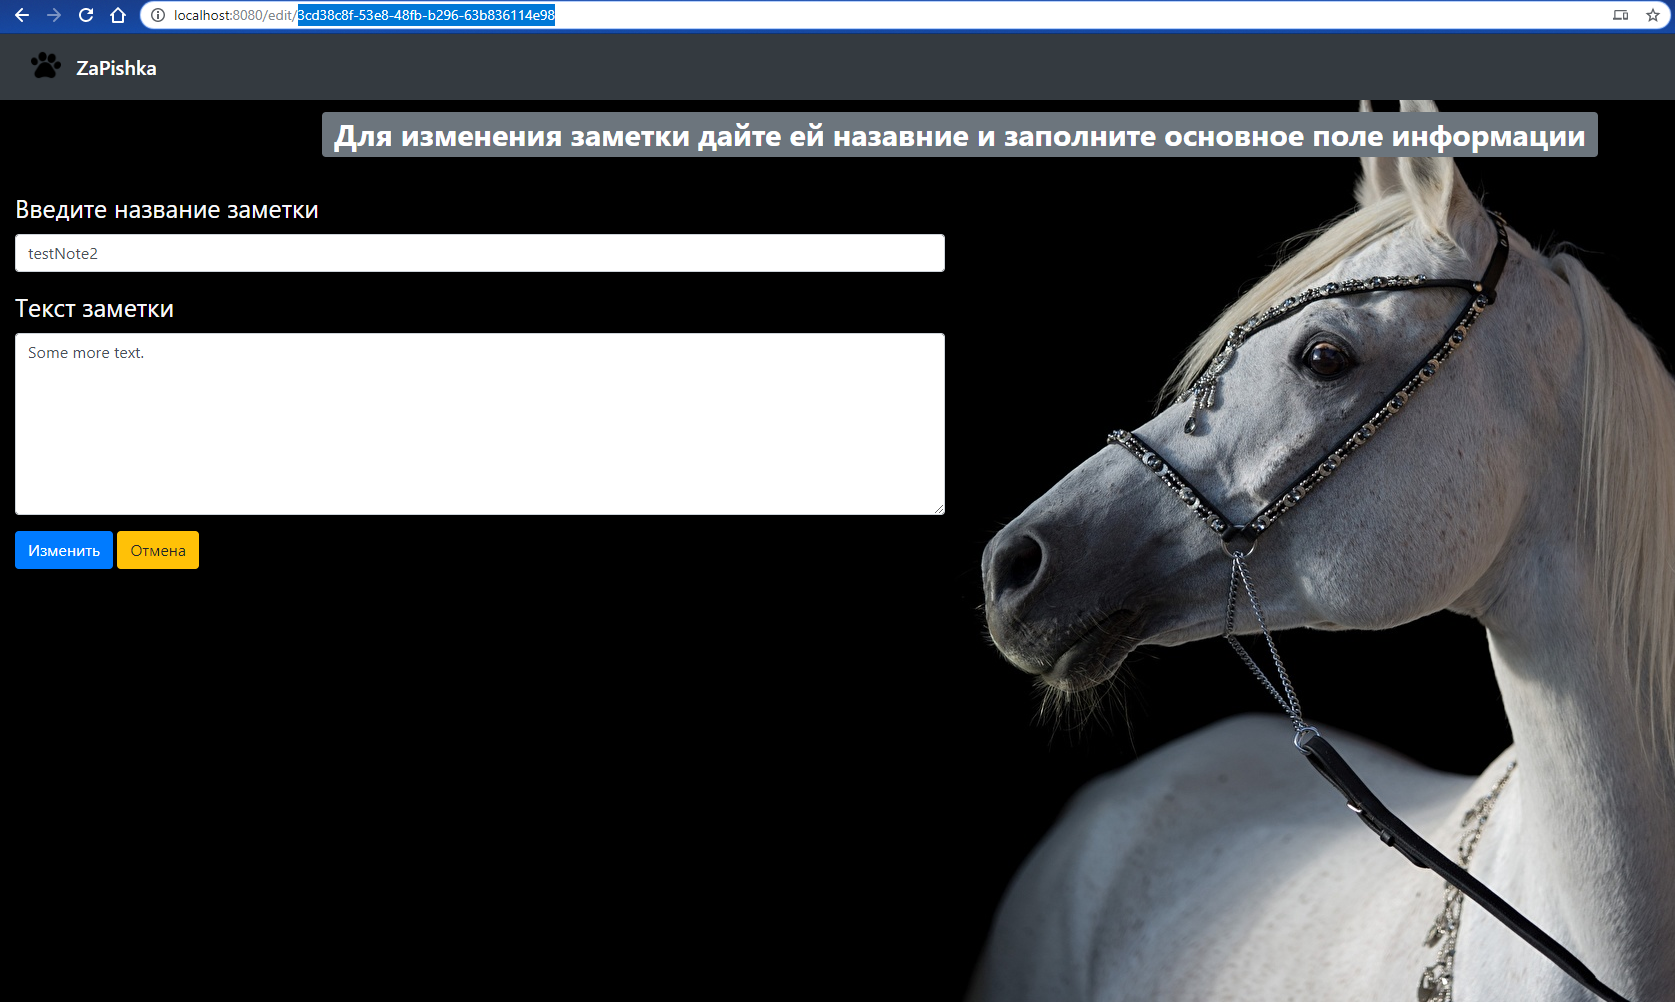 localhost:8080/edit/3cd38c8f-53e8-48fb-b296-63b836114e98
ZaPishka
Для изменения заметки дайте ей назавние и заполните основное поле информации
Введите название заметки
testNote2
Текст заметки
Some more text.
Изменить Отмена